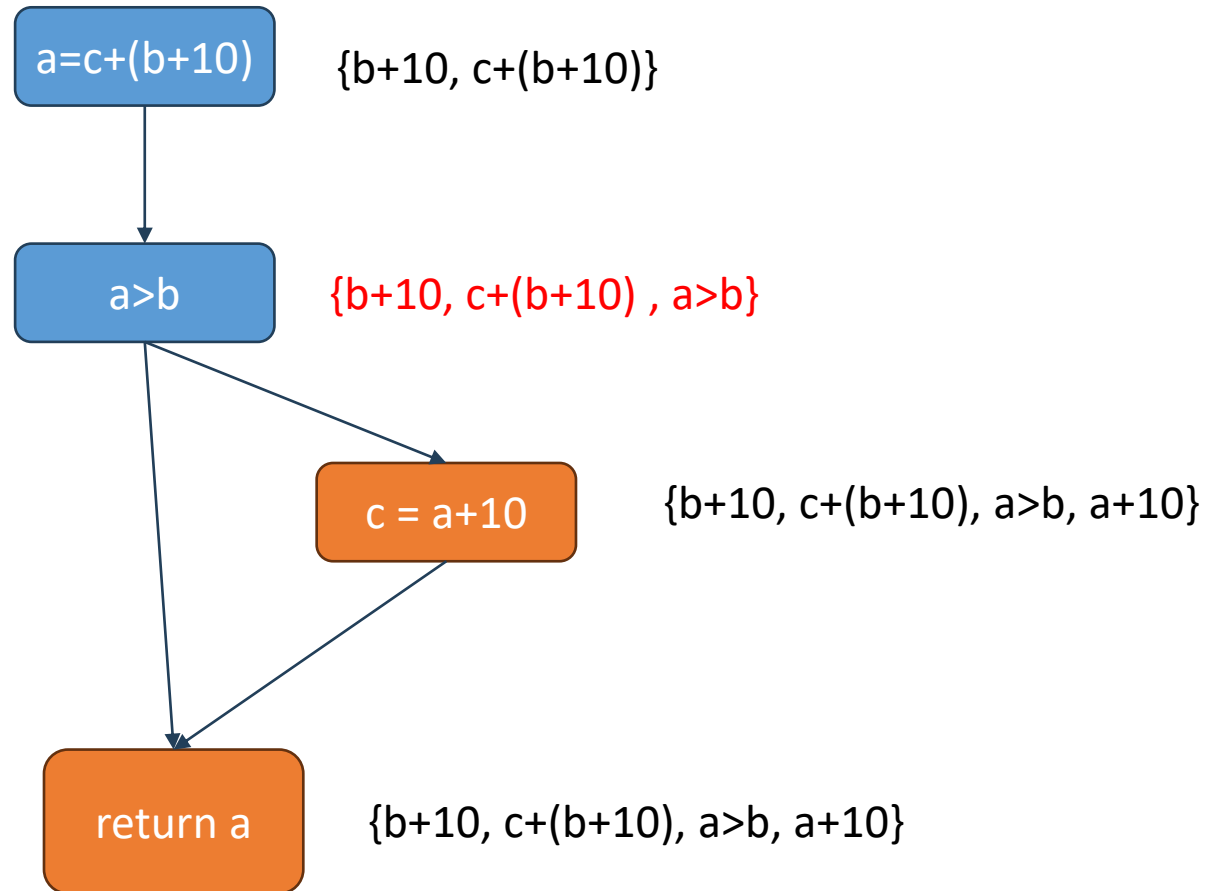 a=c+(b+10)
{b+10, c+(b+10)}
a>b
{b+10, c+(b+10) , a>b}
c = a+10
{b+10, c+(b+10), a>b, a+10}
return a
{b+10, c+(b+10), a>b, a+10}